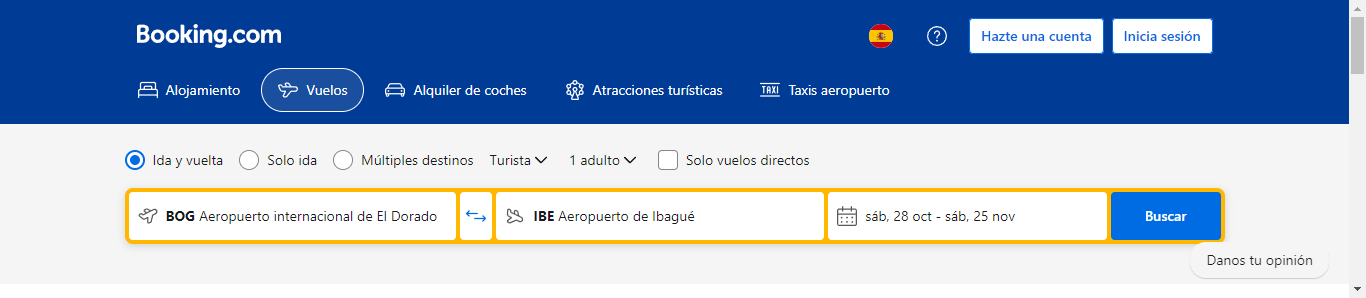 Booking.com
Hazte una cuenta
Inicia sesión
Alojamiento
Vuelos
Alquiler de coches
Atracciones turísticas
TAXI Taxis aeropuerto
Ida y vuelta
Solo ida
Múltiples destinos
Turista
1 adulto
Solo vuelos directos
BOG Aeropuerto internacional de El Dorado
IBE Aeropuerto de Ibagué
sáb, 28 oct - sáb, 25 nov
Buscar
Danos tu opinión